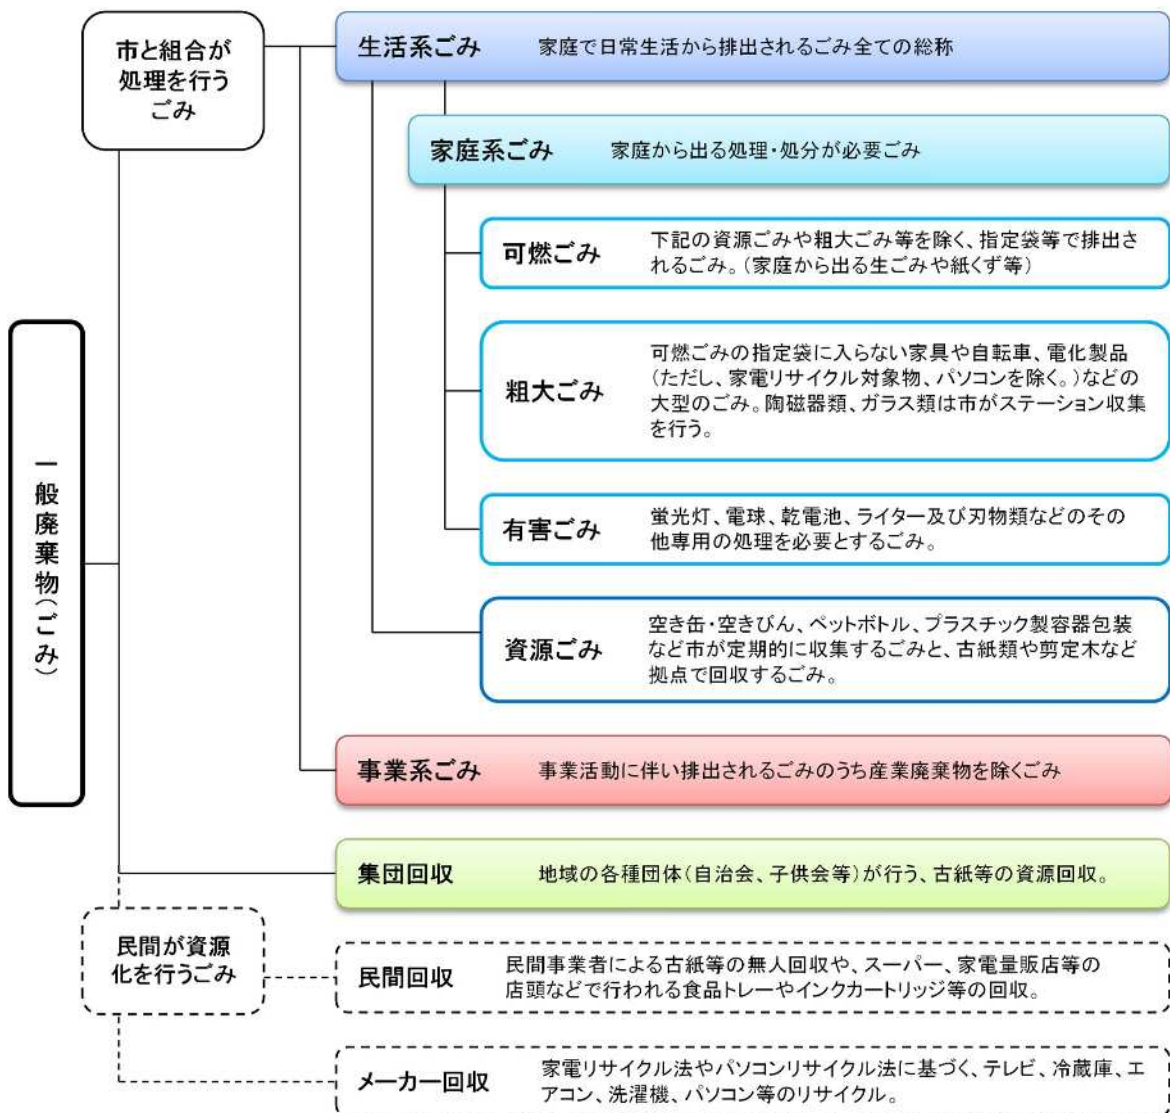 市と組合が
処理を行う
ごみ
生活系ごみ 家庭で日常生活から排出されるごみ全ての総称
家庭系ごみ 家庭から出る処理・処分が必要ごみ
可燃ごみ
下記の資源ごみや粗大ごみ等を除く、指定袋等で排出さ
れるごみ。(家庭から出る生ごみや紙くず等)
粗大ごみ
可燃ごみの指定袋に入らない家具や自転車、電化製品
(ただし、家電リサイクル対象物、パソコンを除く。)などの
大型のごみ。陶磁器類、ガラス類は市がステーション収集
を行う。
一般廃棄物(ごみ)
有害ごみ
蛍光灯、電球、乾電池、ライター及び刃物類などのその
他専用の処理を必要とするごみ。
資源ごみ
空き缶・空きびん、ペットボトル、プラスチック製容器包装
など市が定期的に収集するごみと、古紙類や剪定木など
拠点で回収するごみ。
事業系ごみ 事業活動に伴い排出されるごみのうち産業廃棄物を除くごみ
集団回収 地域の各種団体(自治会、子供会等)が行う、古紙等の資源回収。
民間が資源
化を行うごみ
民間回収
民間事業者による古紙等の無人回収や、スーパー、家電量販店等の
店頭などで行われる食品トレーやインクカートリッジ等の回収。
メーカー回収
家電リサイクル法やパソコンリサイクル法に基づく、テレビ、冷蔵庫、エ
アコン、洗濯機、パソコン等のリサイクル。